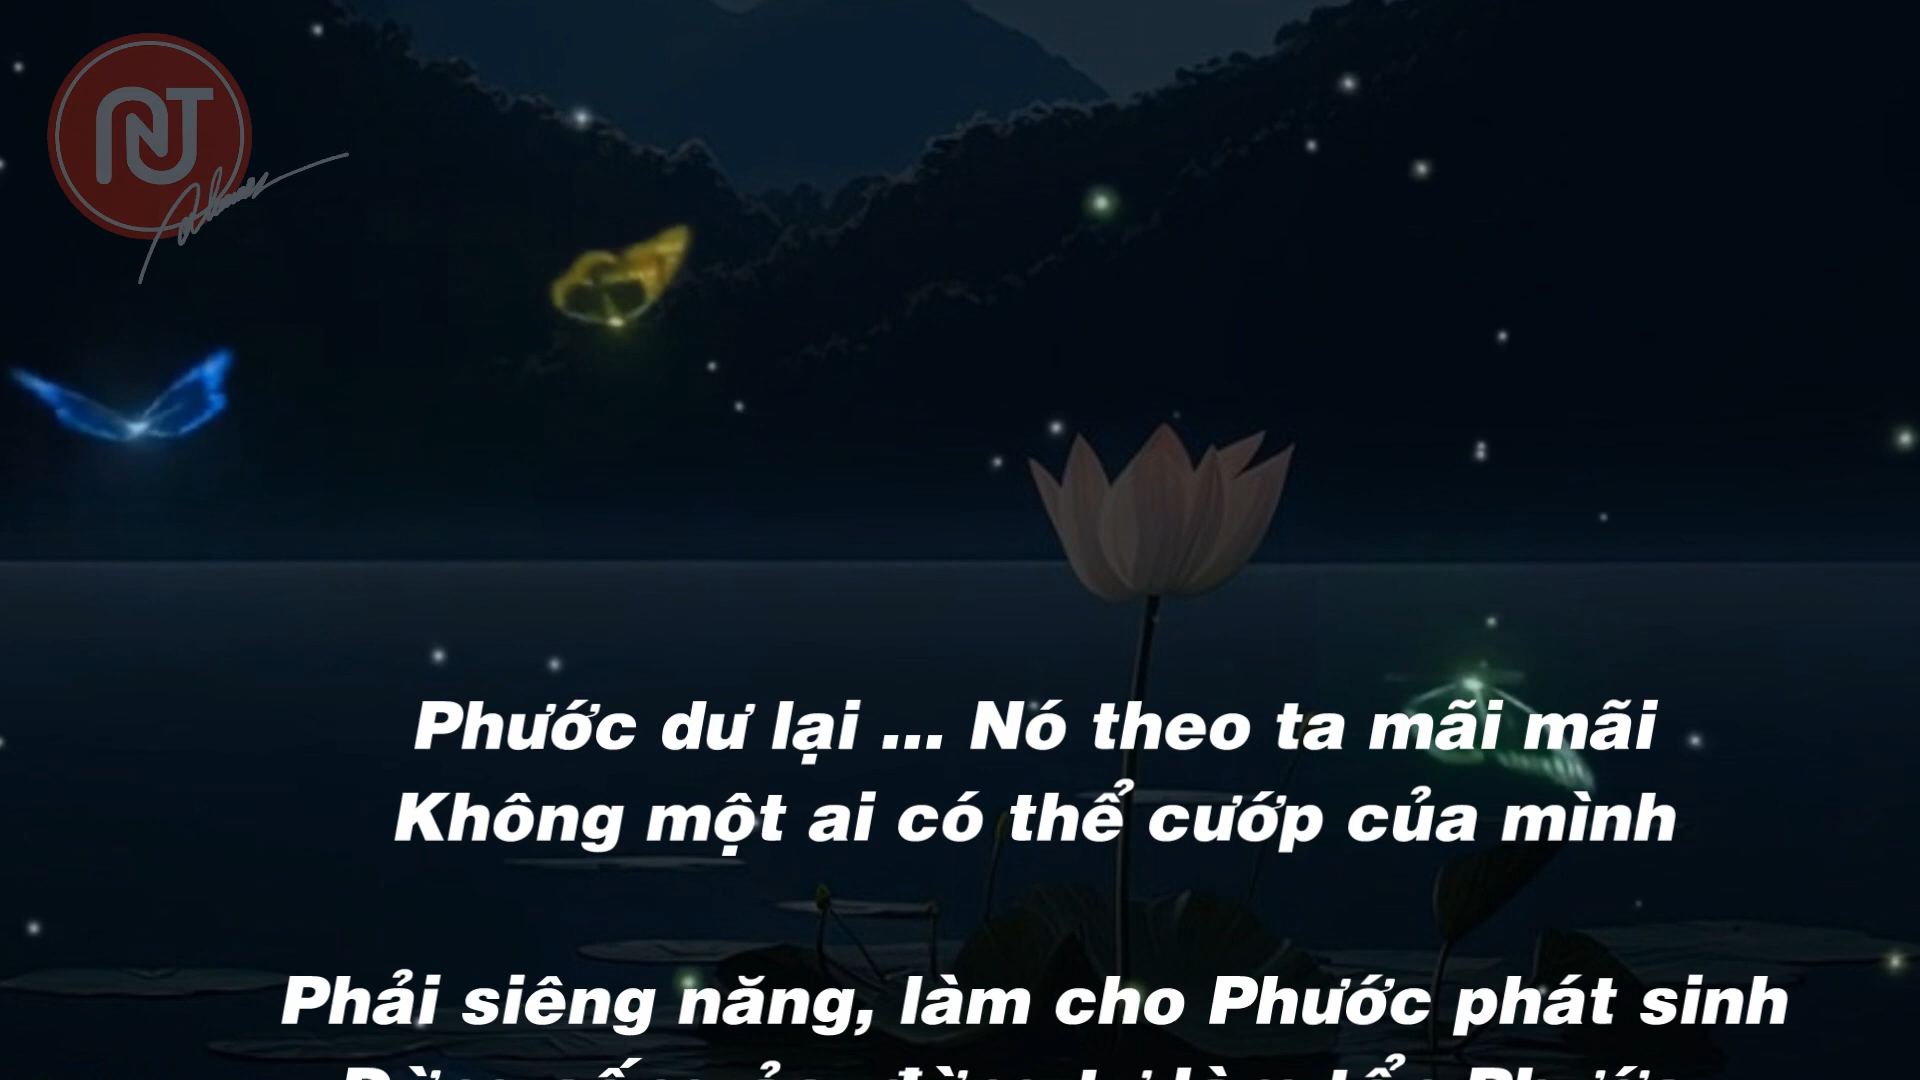 NT
Phước dư lại ... Nó theo ta mãi mãi
Không một ai có thể cướp của mình
Phải siêng năng, làm cho Phước phát sinh